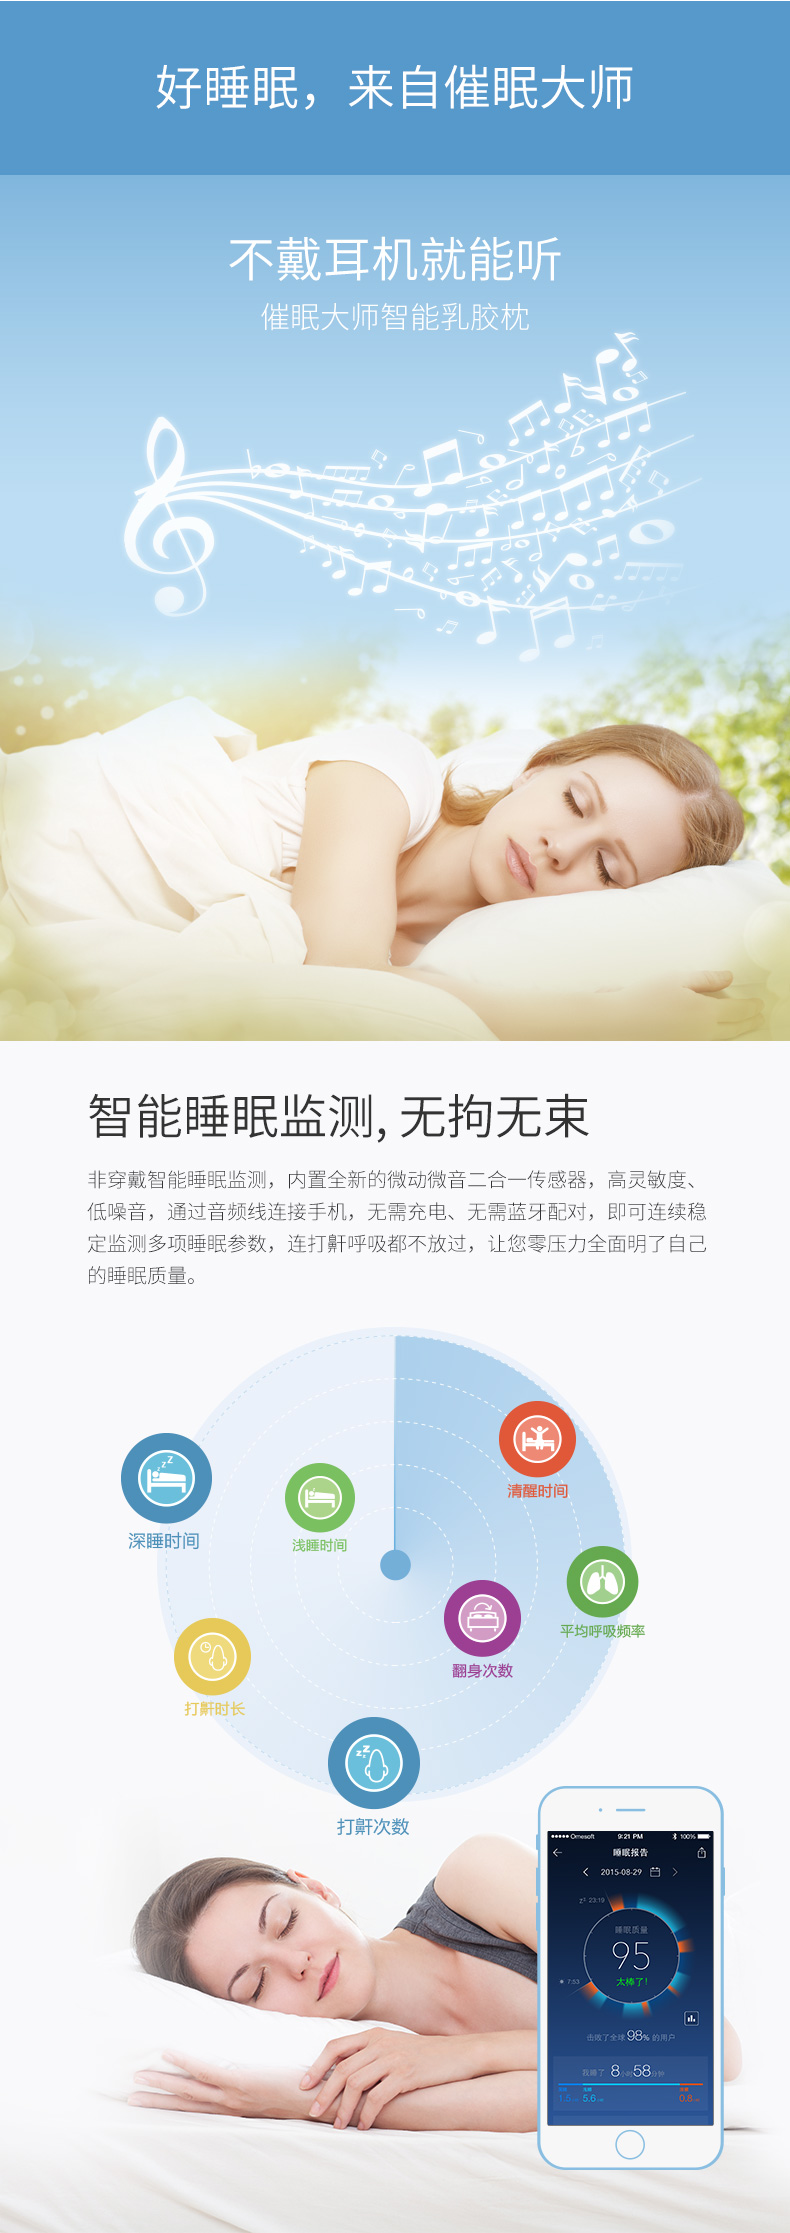 好睡眠，来自催眠大师
不戴耳机就能听
催眠大师智能乳胶枕
智能睡眠监测, 无拘无束
非穿戴智能睡眠监测，内置全新的微动微音二合一传感器，高灵敏度、
低噪音，通过音频线连接手机，无需充电、无需蓝牙配对，即可连续稳
定监测多项睡眠参数，连打鼾呼吸都不放过，让您零压力全面明了自己
的睡眠质量。
清醒时间
深睡时间
浅睡时间
平均呼吸频率
翻身次数
打鼾时长
打鼾次数
Omesoft 9:21 PM 100%
睡眠报告
2015-08-29
zz 23:19
睡眠质量
95
太棒了!
7:53
击败了全球98% 的用户
我睡了 8小时58分钟
1.5 5.6 0.8